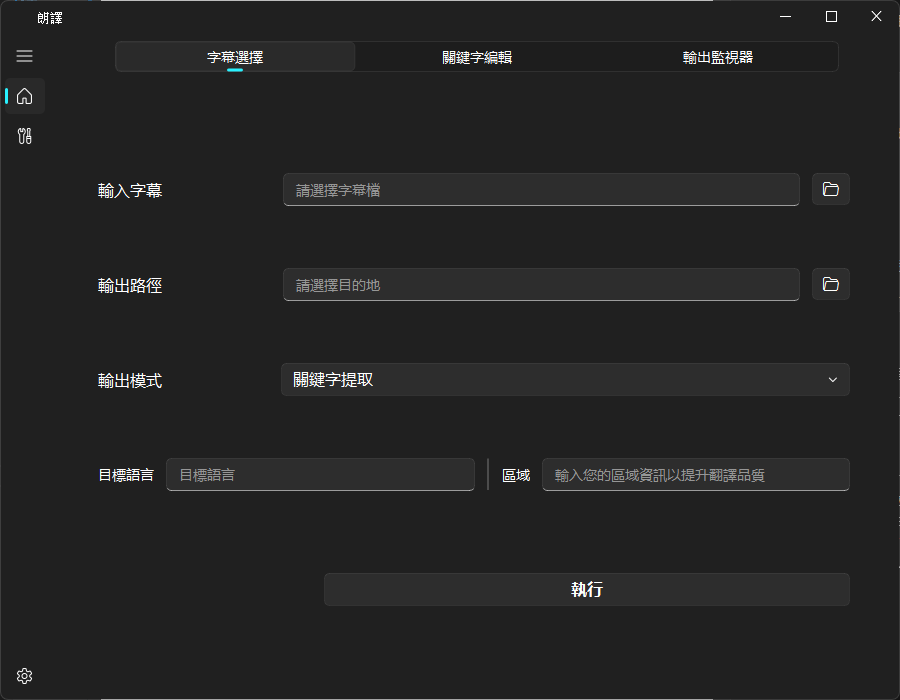 朗譯
字幕選擇
關鍵字編輯
輸出監視器
輸入字幕
請選擇字幕檔
輸出路徑
請選擇目的地
輸出模式
關鍵字提取
目標語言
目標語言
區域
輸入您的區域資訊以提升翻譯品質
執行